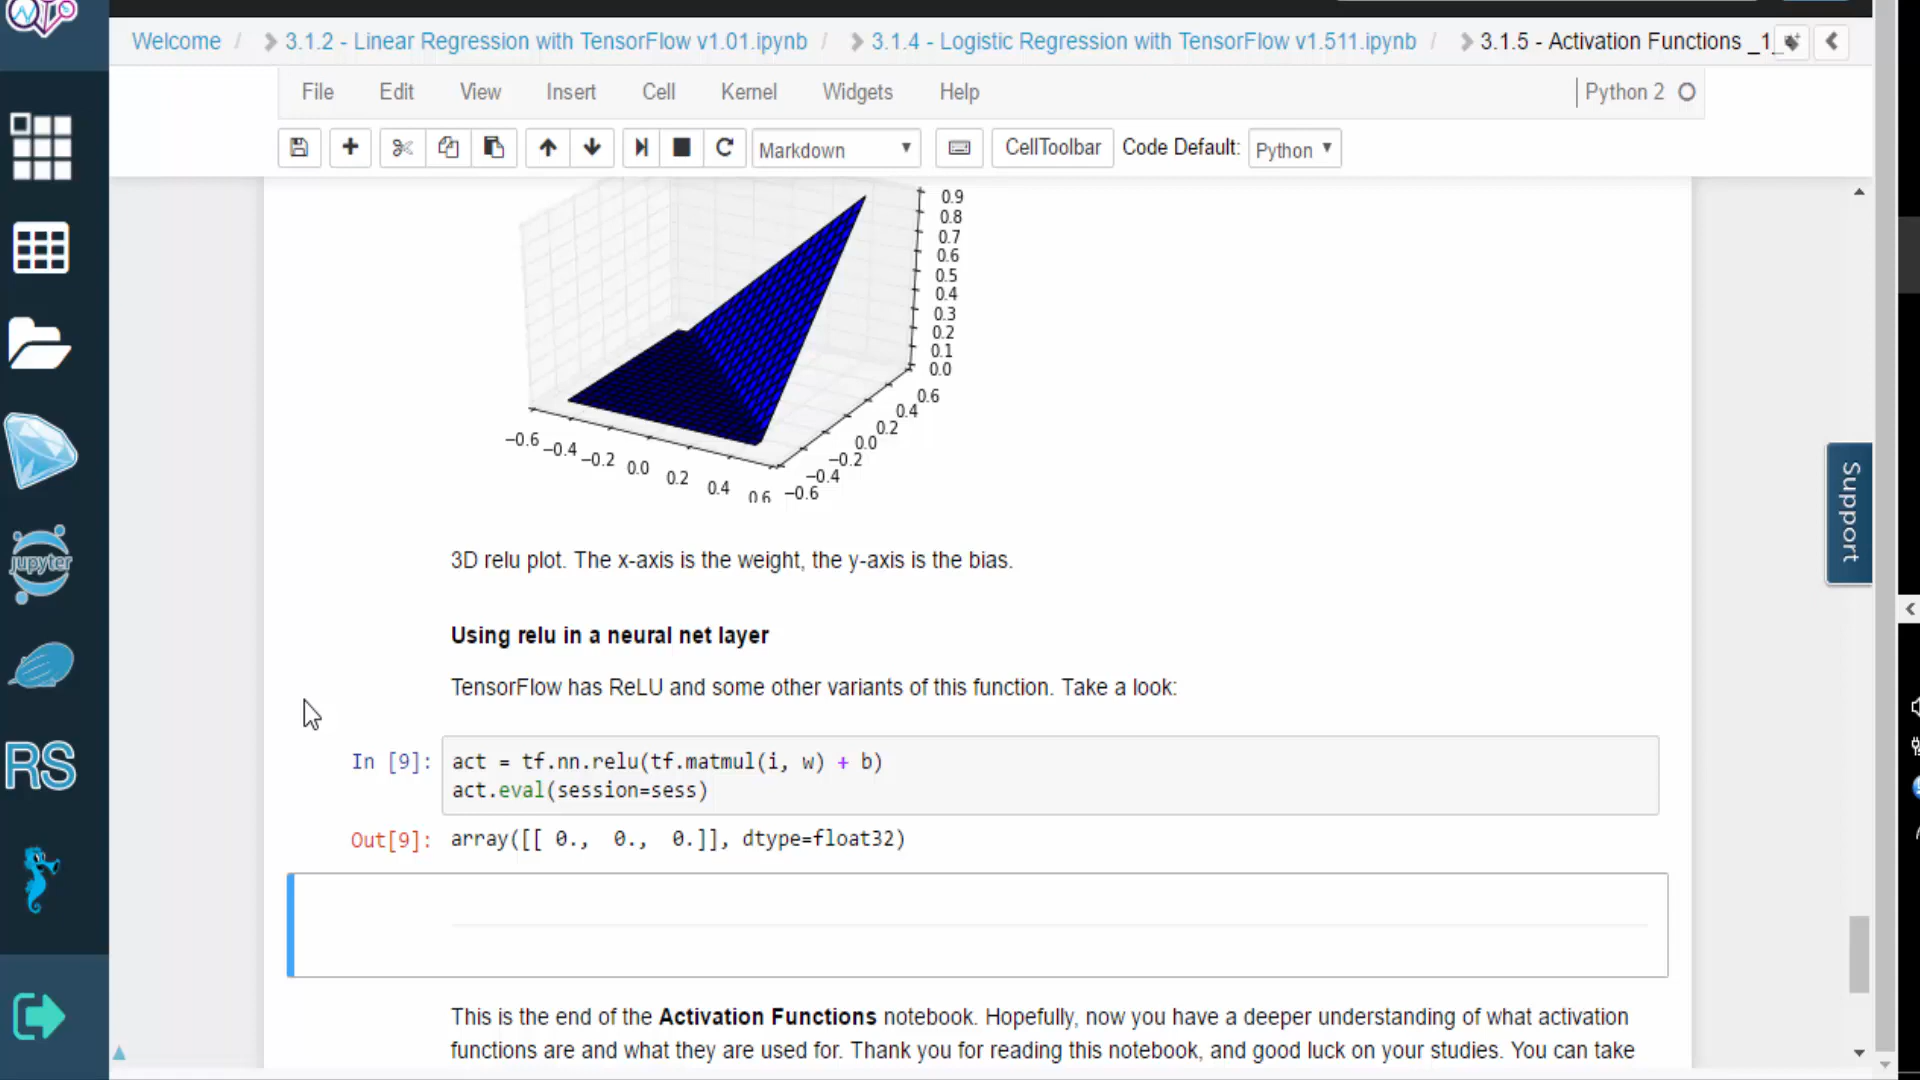 Welcome / 3.1.2 - Linear Regression with TensorFlow v1.01.ipynb / 3.1.4 - Logistic Regression with TensorFlow v1.511.ipynb / 3.1.5 - Activation Functions _1_
File Edit View Insert Cell Kernel Widgets Help Python 2
Markdown CellToolbar Code Default: Python
0.9
0.8
0.7
0.6
0.5
0.4
0.3
0.2
0.1
0.0
−0.6 −0.4 −0.2 0.0 0.2 0.4 0.6
−0.6 −0.4 −0.2 0.0 0.2 0.4 0.6
3D relu plot. The x-axis is the weight, the y-axis is the bias.
Using relu in a neural net layer
TensorFlow has ReLU and some other variants of this function. Take a look:
In [9]: act = tf.nn.relu(tf.matmul(i, w) + b)
act.eval(session=sess)
Out[9]: array([[ 0., 0., 0.]], dtype=float32)
This is the end of the Activation Functions notebook. Hopefully, now you have a deeper understanding of what activation
functions are and what they are used for. Thank you for reading this notebook, and good luck on your studies. You can take
jupyter
RS
Support